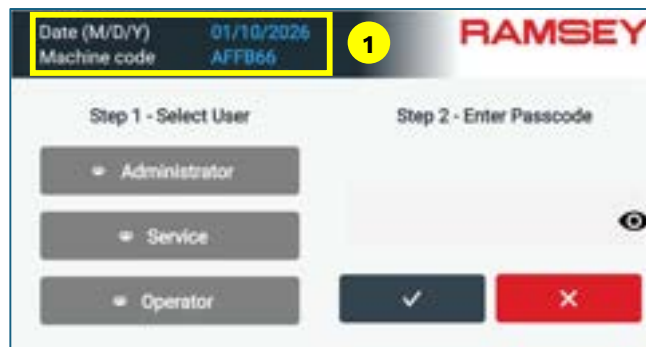 Date (M/D/Y) 01/10/2026
Machine code AFFB66
1
RAMSEY
Step 1 - Select User
Step 2 - Enter Passcode
Administrator
Service
Operator